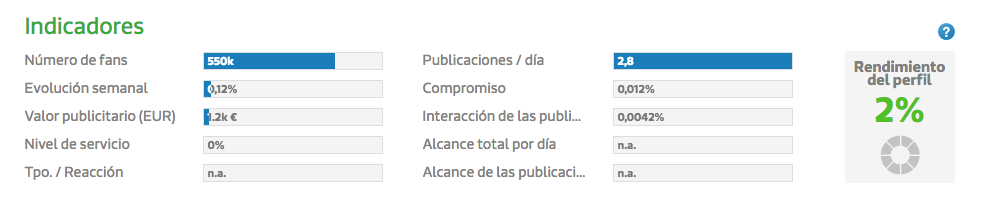 Indicadores
?
Número de fans 550k
Evolución semanal 0,12%
Valor publicitario (EUR) 1.2k €
Nivel de servicio 0%
Tpo. / Reacción n.a.
Publicaciones / día 2,8
Compromiso 0,012%
Interacción de las publi... 0,0042%
Alcance total por día n.a.
Alcance de las publicaci... n.a.
Rendimiento
del perfil
2%